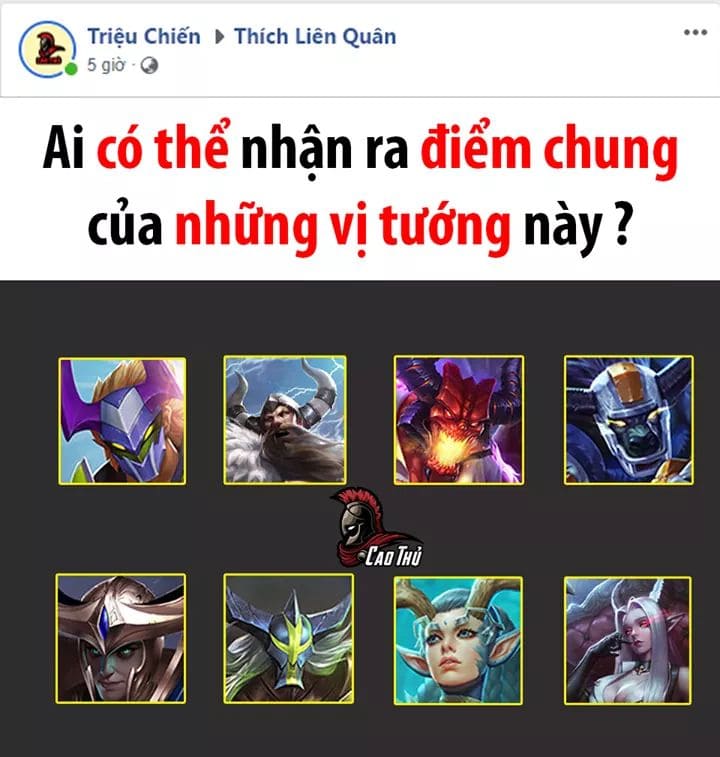 Triệu Chiến ▸ Thích Liên Quân
5 giờ ·
Ai có thể nhận ra điểm chung
của những vị tướng này ?
CAO THỦ